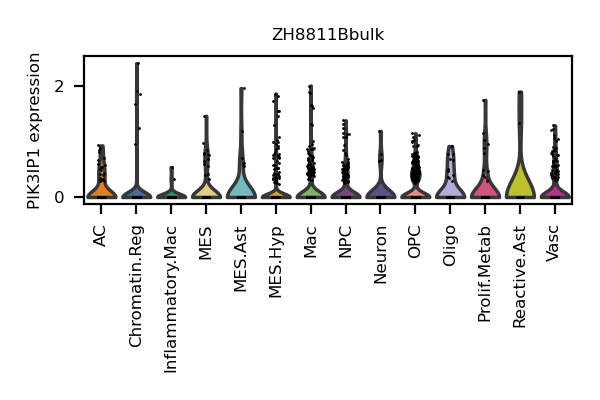 ZH8811Bbulk
PIK3IP1 expression
2
0
AC
Chromatin.Reg
Inflammatory.Mac
MES
MES.Ast
MES.Hyp
Mac
NPC
Neuron
OPC
Oligo
Prolif.Metab
Reactive.Ast
Vasc